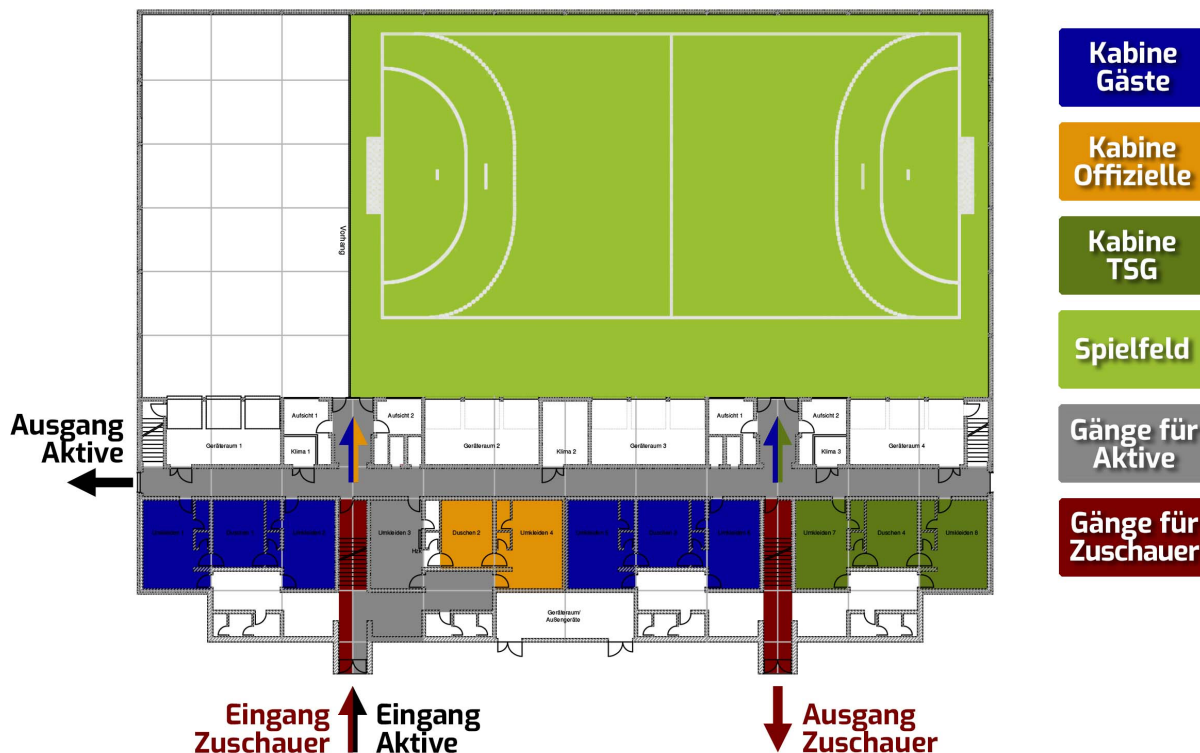 Kabine
Gäste
Kabine
Offizielle
Kabine
TSG
Spielfeld
Gänge für
Aktive
Gänge für
Zuschauer
Vorhang
Ausgang
Aktive
Aufsicht 1
Aufsicht 2
Aufsicht 1
Aufsicht 2
Geräteraum 1
Klima 1
Geräteraum 2
Klima 2
Geräteraum 3
Klima 3
Geräteraum 4
Umkleiden 3
Duschen 2
Umkleiden 4
Umkleiden 7
Duschen 4
Umkleiden 8
Geräteraum/
Außengeräte
Eingang
Zuschauer
Eingang
Aktive
Ausgang
Zuschauer